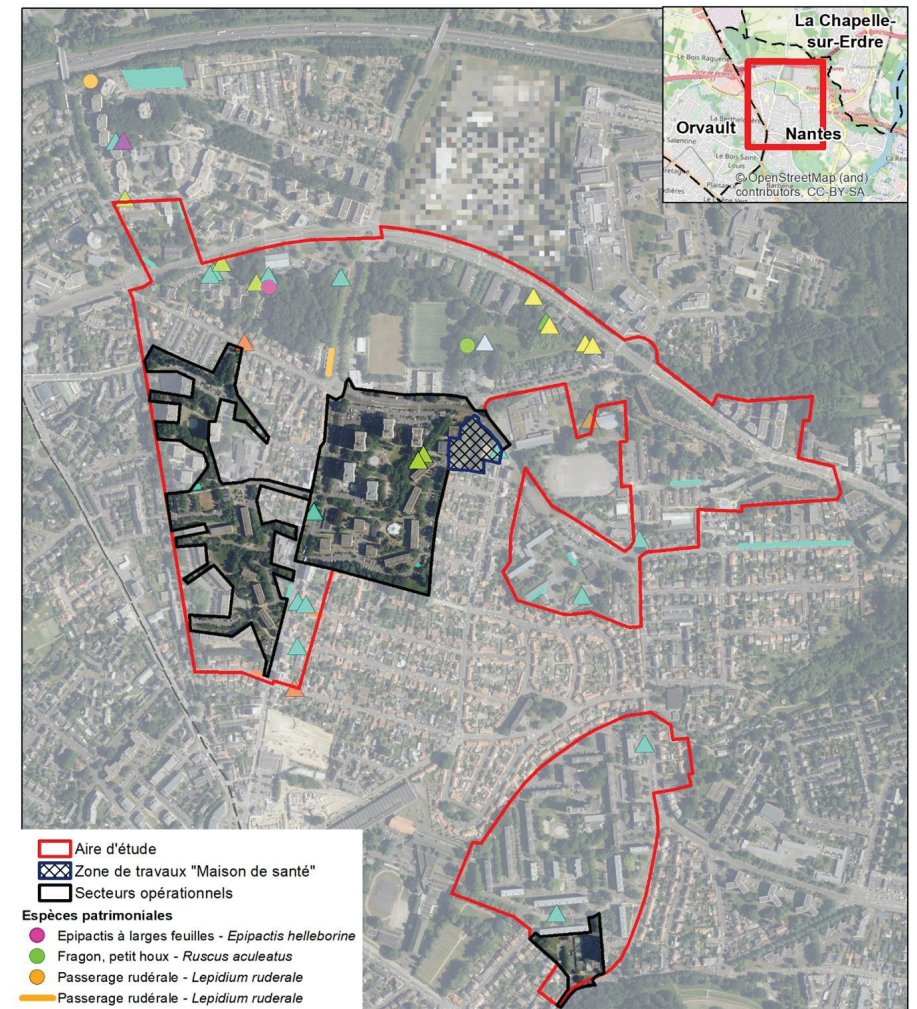 La Chapelle-
sur-Erdre
Orvault
Nantes
© OpenStreetMap (and)
contributors, CC-BY-SA
Aire d'étude
Zone de travaux "Maison de santé"
Secteurs opérationnels
Espèces patrimoniales
Epipactis à larges feuilles - Epipactis helleborine
Fragon, petit houx - Ruscus aculeatus
Passerage rudérale - Lepidium ruderale
Passerage rudérale - Lepidium ruderale